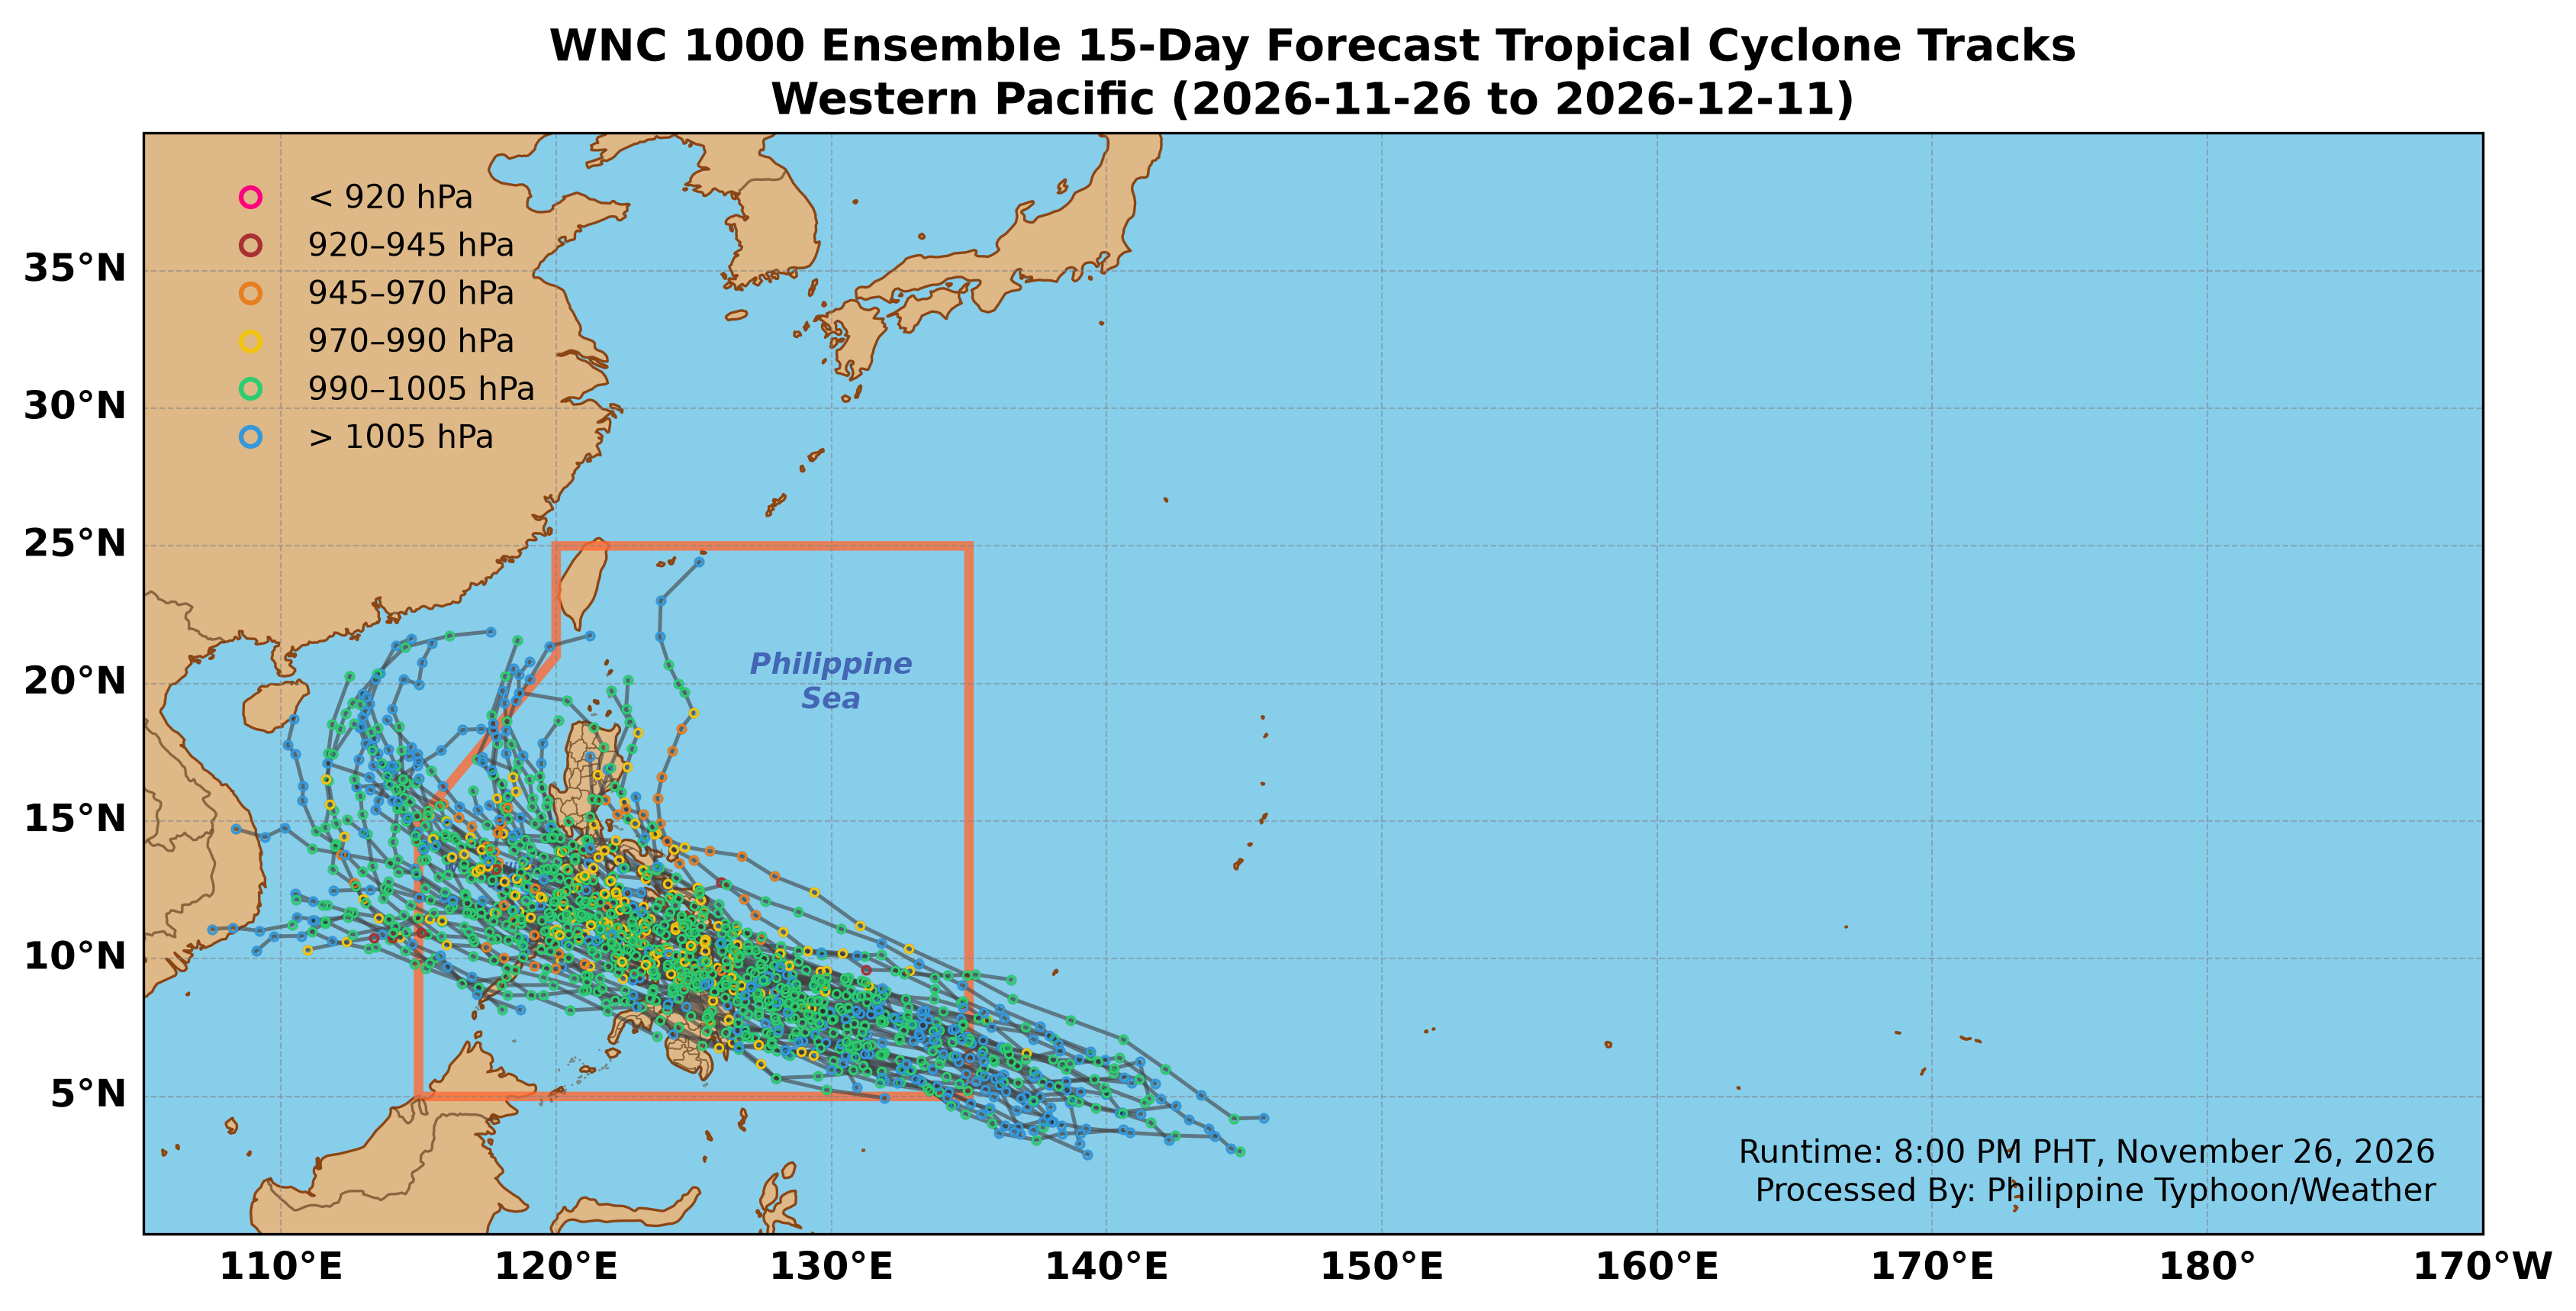 WNC 1000 Ensemble 15-Day Forecast Tropical Cyclone Tracks
Western Pacific (2026-11-26 to 2026-12-11)
< 920 hPa
920–945 hPa
945–970 hPa
970–990 hPa
990–1005 hPa
> 1005 hPa
35°N
30°N
25°N
20°N
15°N
10°N
5°N
Philippine
Sea
Runtime: 8:00 PM PHT, November 26, 2026
Processed By: Philippine Typhoon/Weather
110°E
120°E
130°E
140°E
150°E
160°E
170°E
180°
170°W